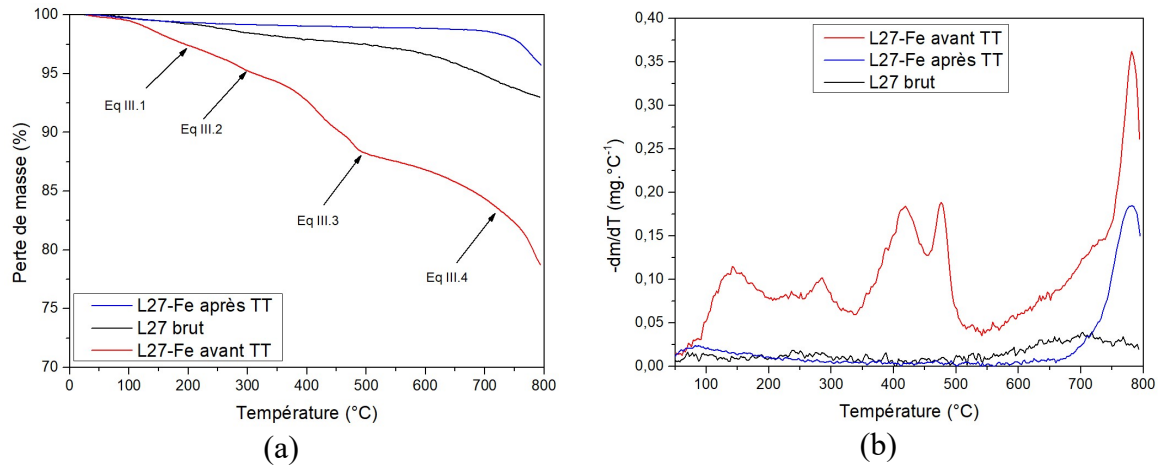 100
95
90
85
80
75
70
Perte de masse (%)
Eq III.1
Eq III.2
Eq III.3
Eq III.4
L27-Fe après TT
L27 brut
L27-Fe avant TT
0 100 200 300 400 500 600 700 800
Température (°C)
(a)
0,40
0,35
0,30
0,25
0,20
0,15
0,10
0,05
0,00
-dm/dT (mg.°C⁻¹)
L27-Fe avant TT
L27-Fe après TT
L27 brut
100 200 300 400 500 600 700 800
Température (°C)
(b)